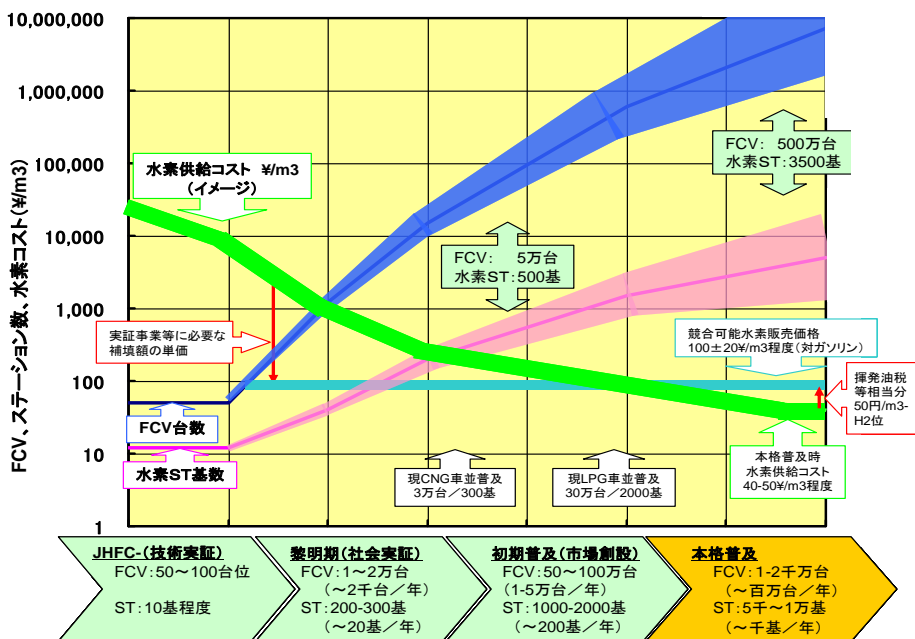 FCV、ステーション数、水素コスト(¥/m3)
10,000,000
1,000,000
100,000
10,000
1,000
100
10
1
水素供給コスト ¥/m3
(イメージ)
FCV: 500万台
水素ST:3500基
FCV: 5万台
水素ST:500基
実証事業等に必要な
補填額の単価
競合可能水素販売価格
100±20¥/m3程度(対ガソリン)
揮発油税
等相当分
50円/m3-
H2位
FCV台数
水素ST基数
現CNG車並普及
3万台/300基
現LPG車並普及
30万台/2000基
本格普及時
水素供給コスト
40-50¥/m3程度
JHFC-(技術実証)
FCV:50~100台位
ST:10基程度
黎明期(社会実証)
FCV:1~2万台
(~2千台/年)
ST:200-300基
(~20基/年)
初期普及(市場創設)
FCV:50~100万台
(1-5万台/年)
ST:1000-2000基
(~200基/年)
本格普及
FCV:1-2千万台
(~百万台/年)
ST:5千~1万基
(~千基/年)